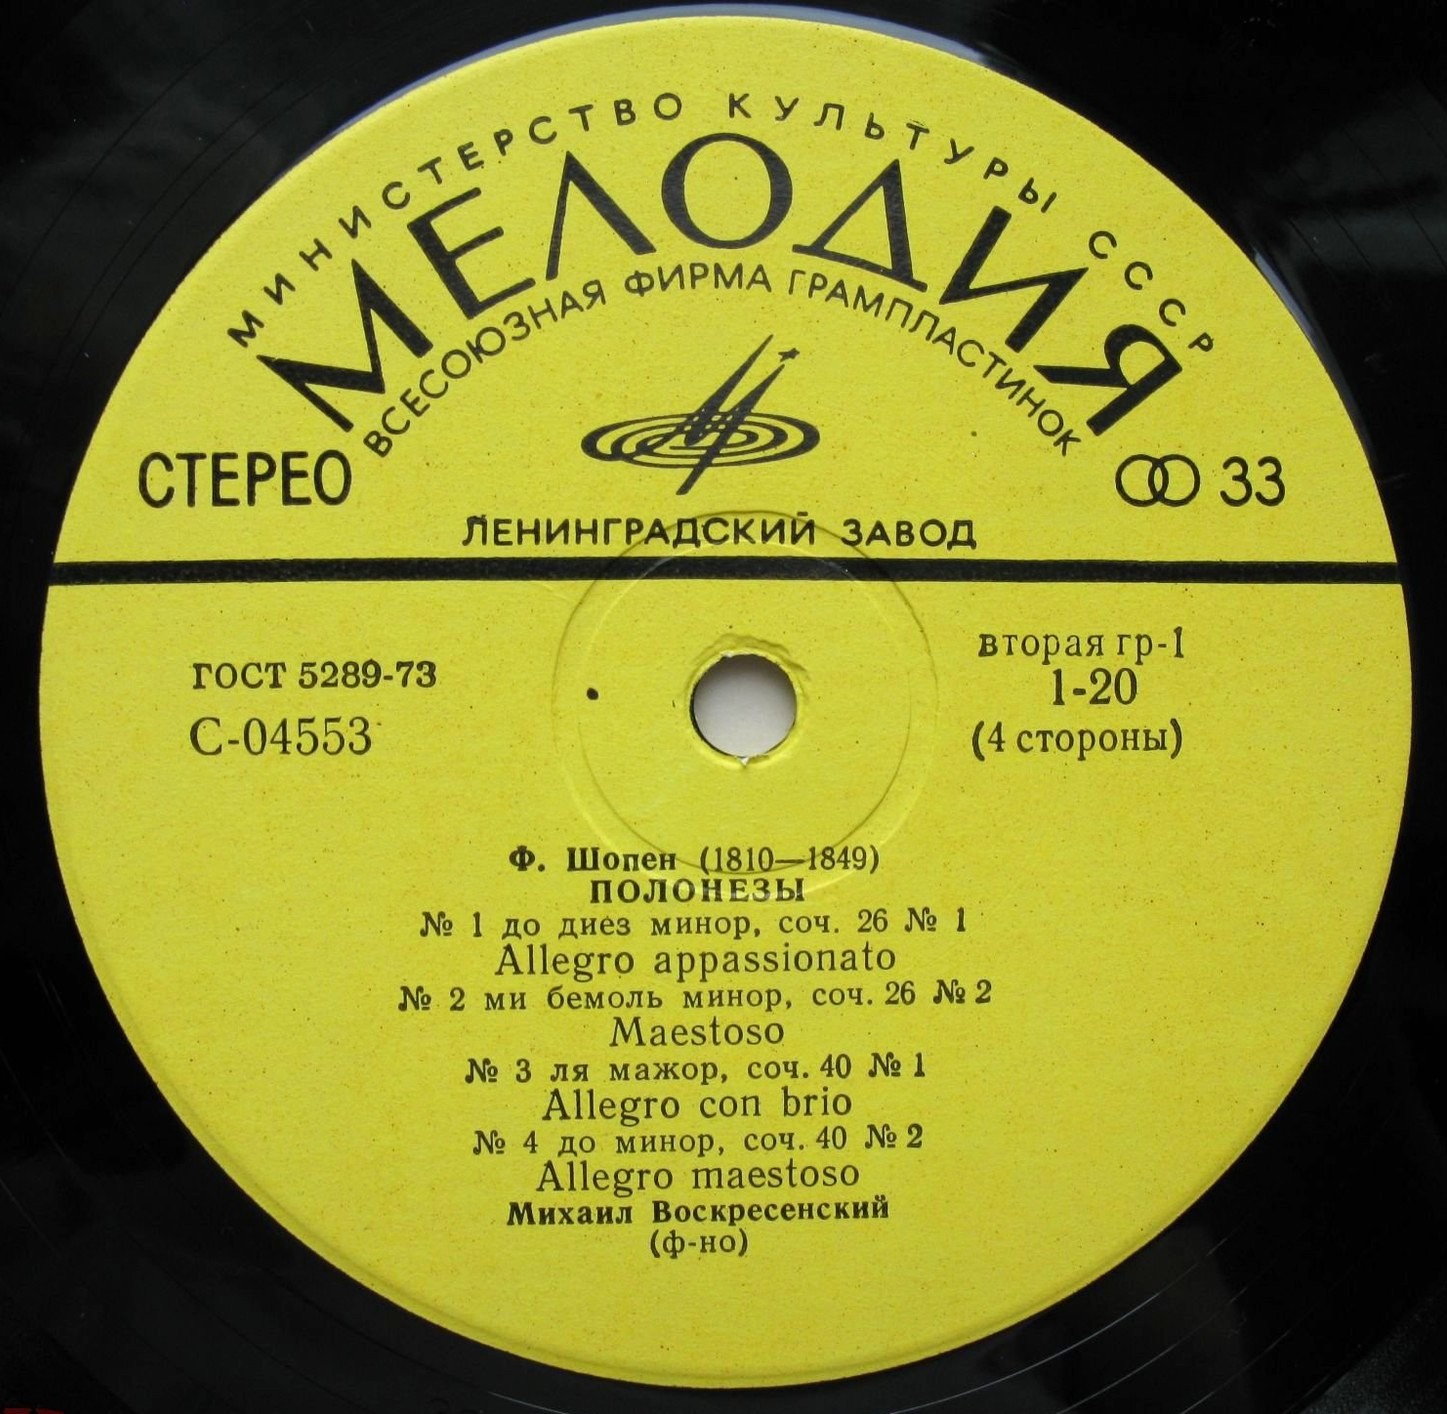 МИНИСТЕРСТВО КУЛЬТУРЫ СССР
МЕЛОДИЯ
ВСЕСОЮЗНАЯ ФИРМА ГРАМПЛАСТИНОК
СТЕРЕО
33
ЛЕНИНГРАДСКИЙ ЗАВОД
ГОСТ 5289-73
С-04553
вторая гр-1
1-20
(4 стороны)
Ф. Шопен (1810—1849)
ПОЛОНЕЗЫ
№ 1 до диез минор, соч. 26 № 1
Allegro appassionato
№ 2 ми бемоль минор, соч. 26 № 2
Maestoso
№ 3 ля мажор, соч. 40 № 1
Allegro con brio
№ 4 до минор, соч. 40 № 2
Allegro maestoso
Михаил Воскресенский
(ф-но)